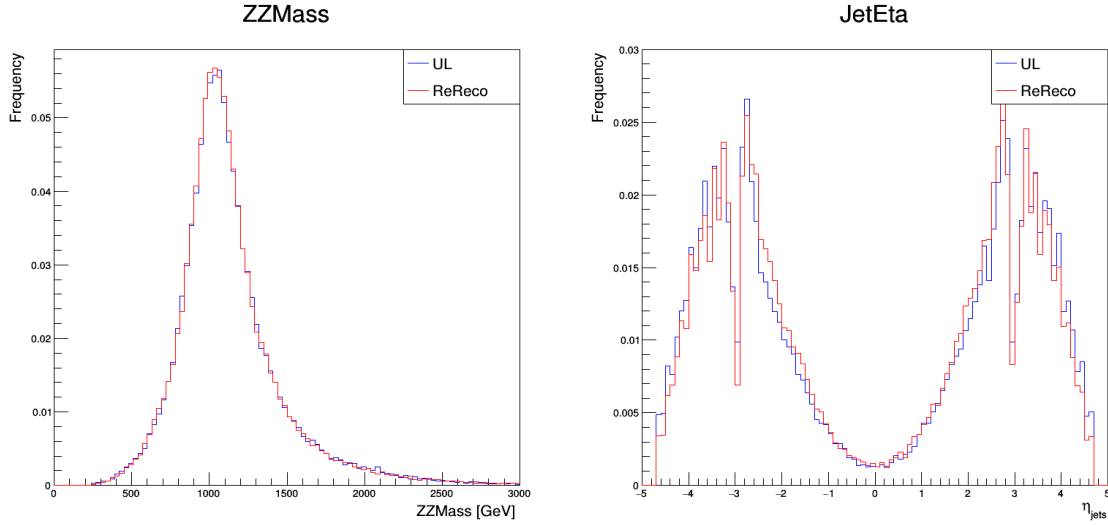 ZZMass
Frequency
UL
ReReco
0.05
0.04
0.03
0.02
0.01
0
0 500 1000 1500 2000 2500 3000
ZZMass [GeV]
JetEta
Frequency
UL
ReReco
0.03
0.025
0.02
0.015
0.01
0.005
0
−5 −4 −3 −2 −1 0 1 2 3 4 5
η jets